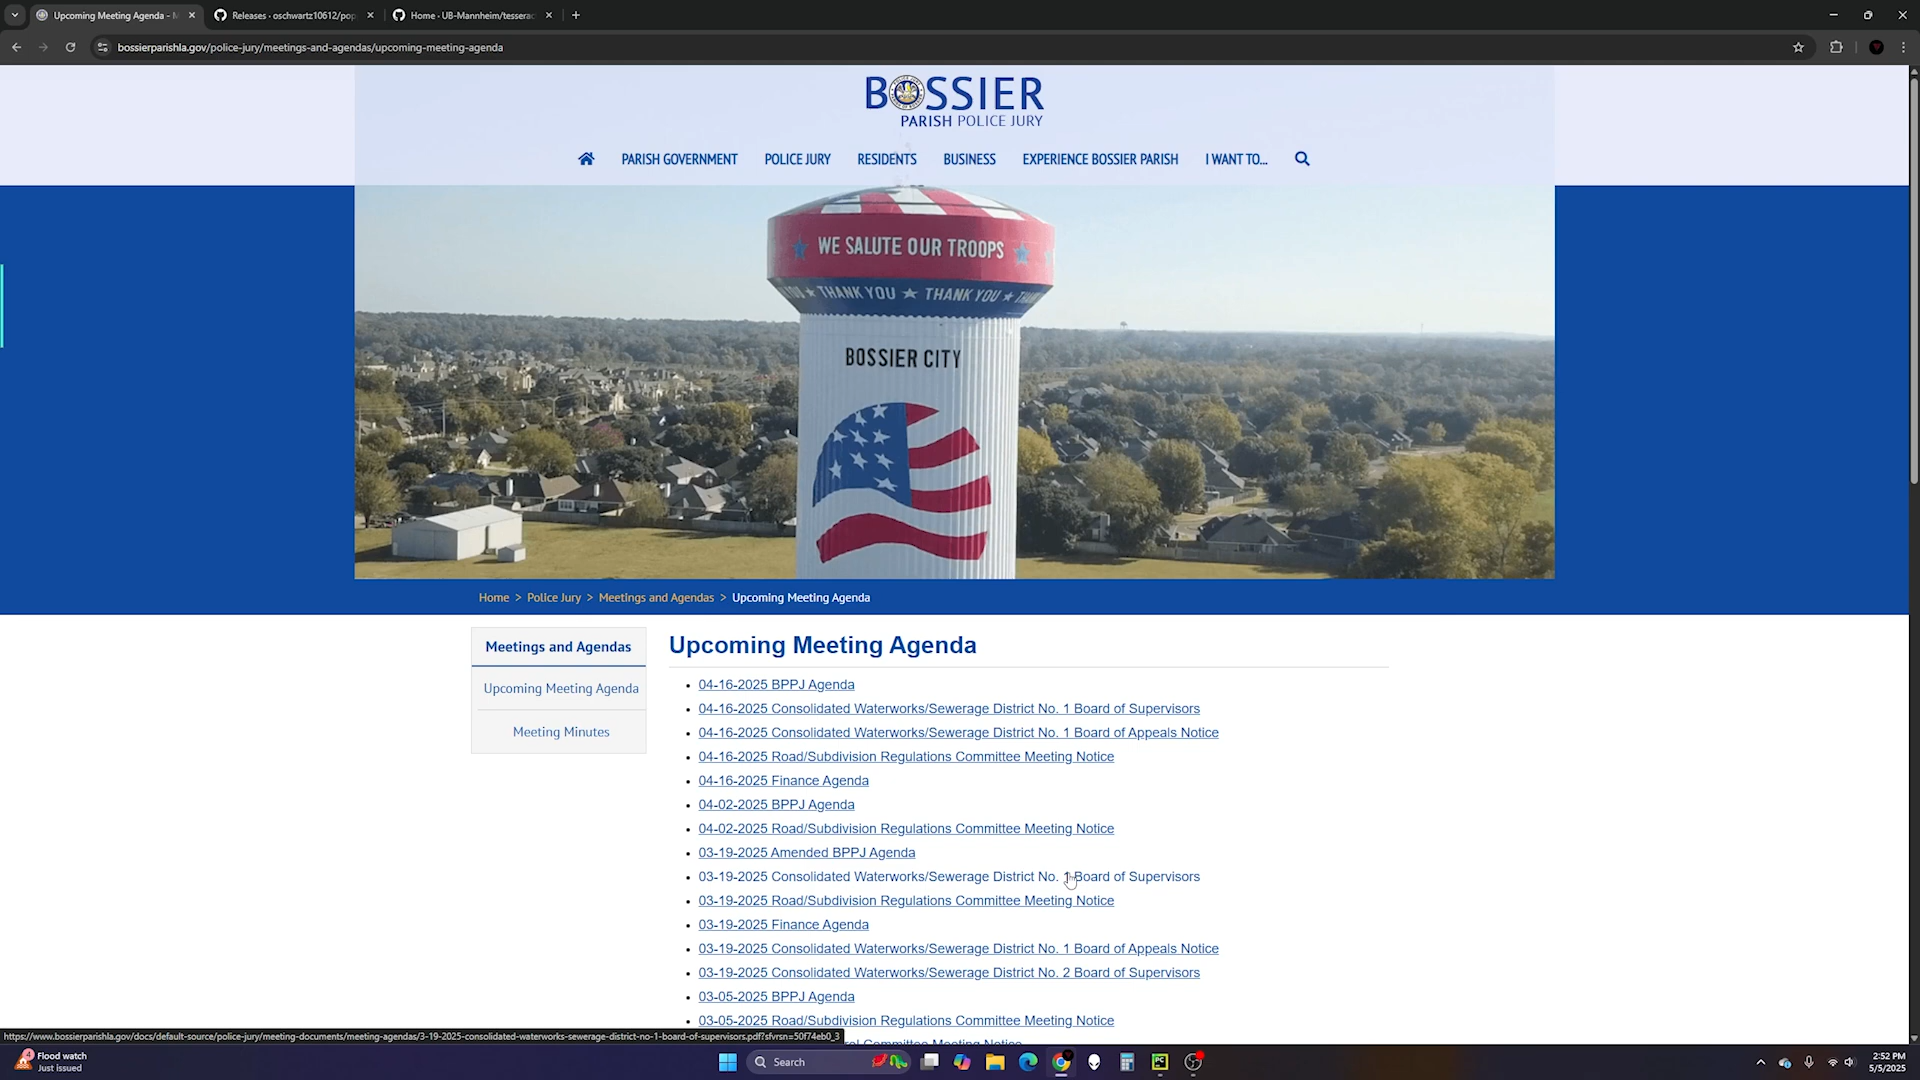 Upcoming Meeting Agenda - M
Releases · oschwartz10612/pop
Home · UB-Mannheim/tesserac
bossierparishla.gov/police-jury/meetings-and-agendas/upcoming-meeting-agenda
BOSSIER
PARISH POLICE JURY
PARISH GOVERNMENT
POLICE JURY
RESIDENTS
BUSINESS
EXPERIENCE BOSSIER PARISH
I WANT TO...
WE SALUTE OUR TROOPS
THANK YOU ★ THANK YOU ★
BOSSIER CITY
Home > Police Jury > Meetings and Agendas > Upcoming Meeting Agenda
Meetings and Agendas
Upcoming Meeting Agenda
Meeting Minutes
Upcoming Meeting Agenda
• 04-16-2025 BPPJ Agenda
• 04-16-2025 Consolidated Waterworks/Sewerage District No. 1 Board of Supervisors
• 04-16-2025 Consolidated Waterworks/Sewerage District No. 1 Board of Appeals Notice
• 04-16-2025 Road/Subdivision Regulations Committee Meeting Notice
• 04-16-2025 Finance Agenda
• 04-02-2025 BPPJ Agenda
• 04-02-2025 Road/Subdivision Regulations Committee Meeting Notice
• 03-19-2025 Amended BPPJ Agenda
• 03-19-2025 Consolidated Waterworks/Sewerage District No. 1 Board of Supervisors
• 03-19-2025 Road/Subdivision Regulations Committee Meeting Notice
• 03-19-2025 Finance Agenda
• 03-19-2025 Consolidated Waterworks/Sewerage District No. 1 Board of Appeals Notice
• 03-19-2025 Consolidated Waterworks/Sewerage District No. 2 Board of Supervisors
• 03-05-2025 BPPJ Agenda
• 03-05-2025 Road/Subdivision Regulations Committee Meeting Notice
Committee Meeting Notice
https://www.bossierparishla.gov/docs/default-source/police-jury/meeting-documents/meeting-agendas/3-19-2025-consolidated-waterworks-sewerage-district-no-1-board-of-supervisors.pdf?sfvrsn=50f74eb0_3
Flood watch
Just issued
Search
2:52 PM
5/5/2025